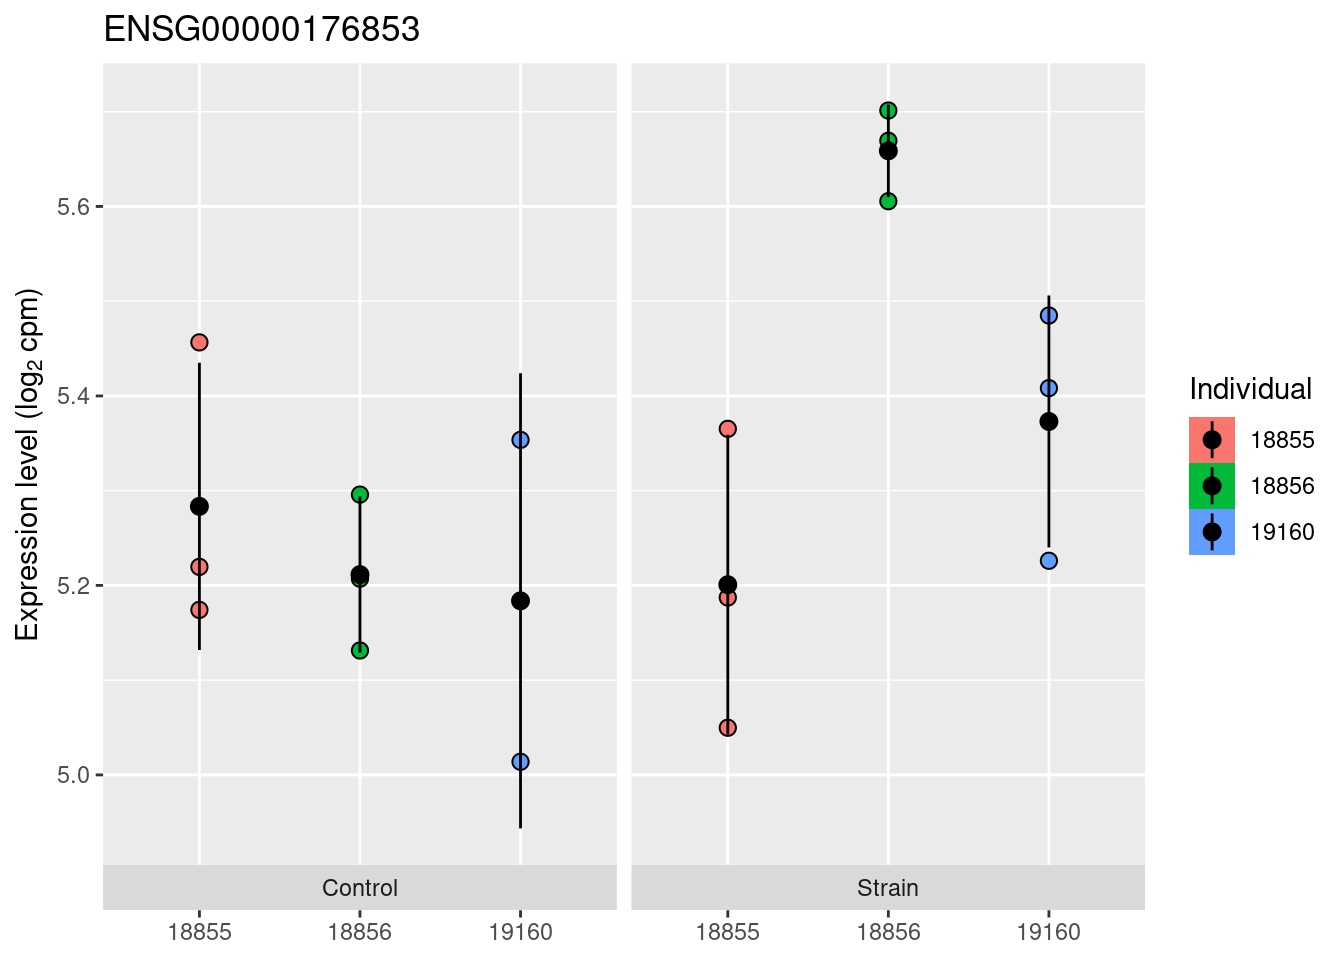 ENSG00000176853
Expression level (log₂ cpm)
5.6
5.4
5.2
5.0
Control
Strain
18855
18856
19160
18855
18856
19160
Individual
18855
18856
19160